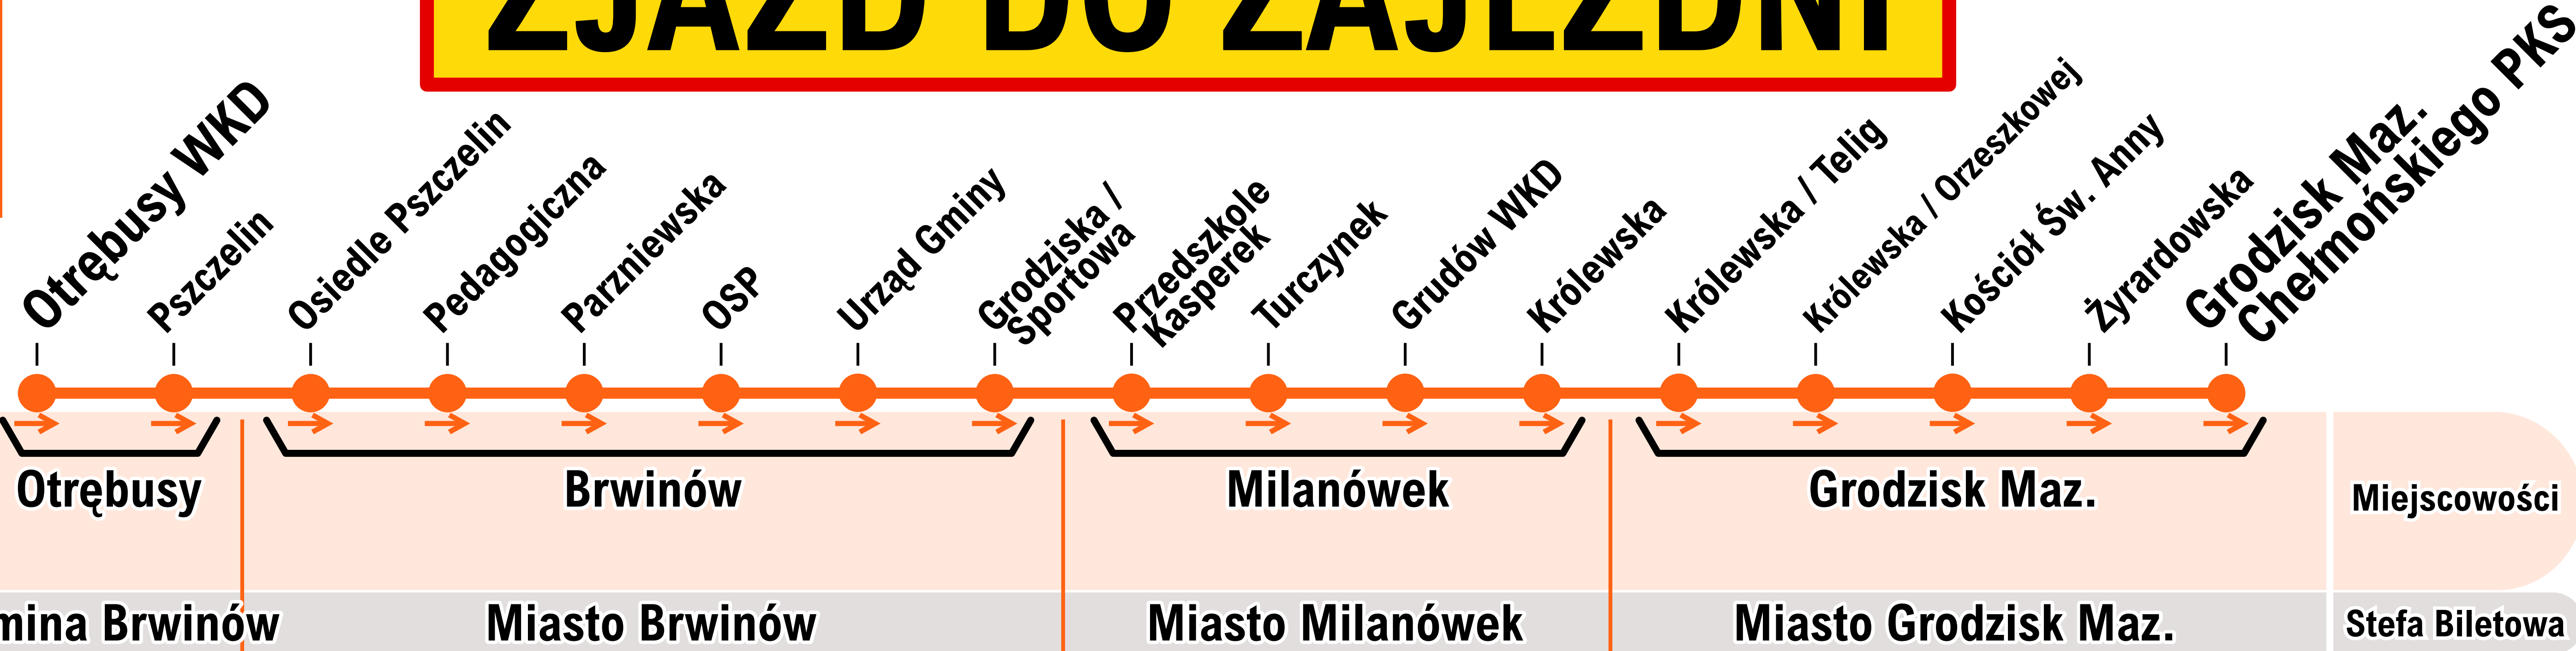 ZJAZD DO ZAJEZDNI
Otrębusy WKD
Pszczelin
Osiedle Pszczelin
Pedagogiczna
Parzniewska
OSP
Urząd Gminy
Grodziska /
Sportowa
Przedszkole
Kasperek
Turczynek
Grudów WKD
Królewska
Królewska / Telig
Królewska / Orzeszkowej
Kościół Św. Anny
Żyrardowska
Grodzisk Maz.
Chełmońskiego PKS
Otrębusy
Brwinów
Milanówek
Grodzisk Maz.
Miejscowości
mina Brwinów
Miasto Brwinów
Miasto Milanówek
Miasto Grodzisk Maz.
Stefa Biletowa